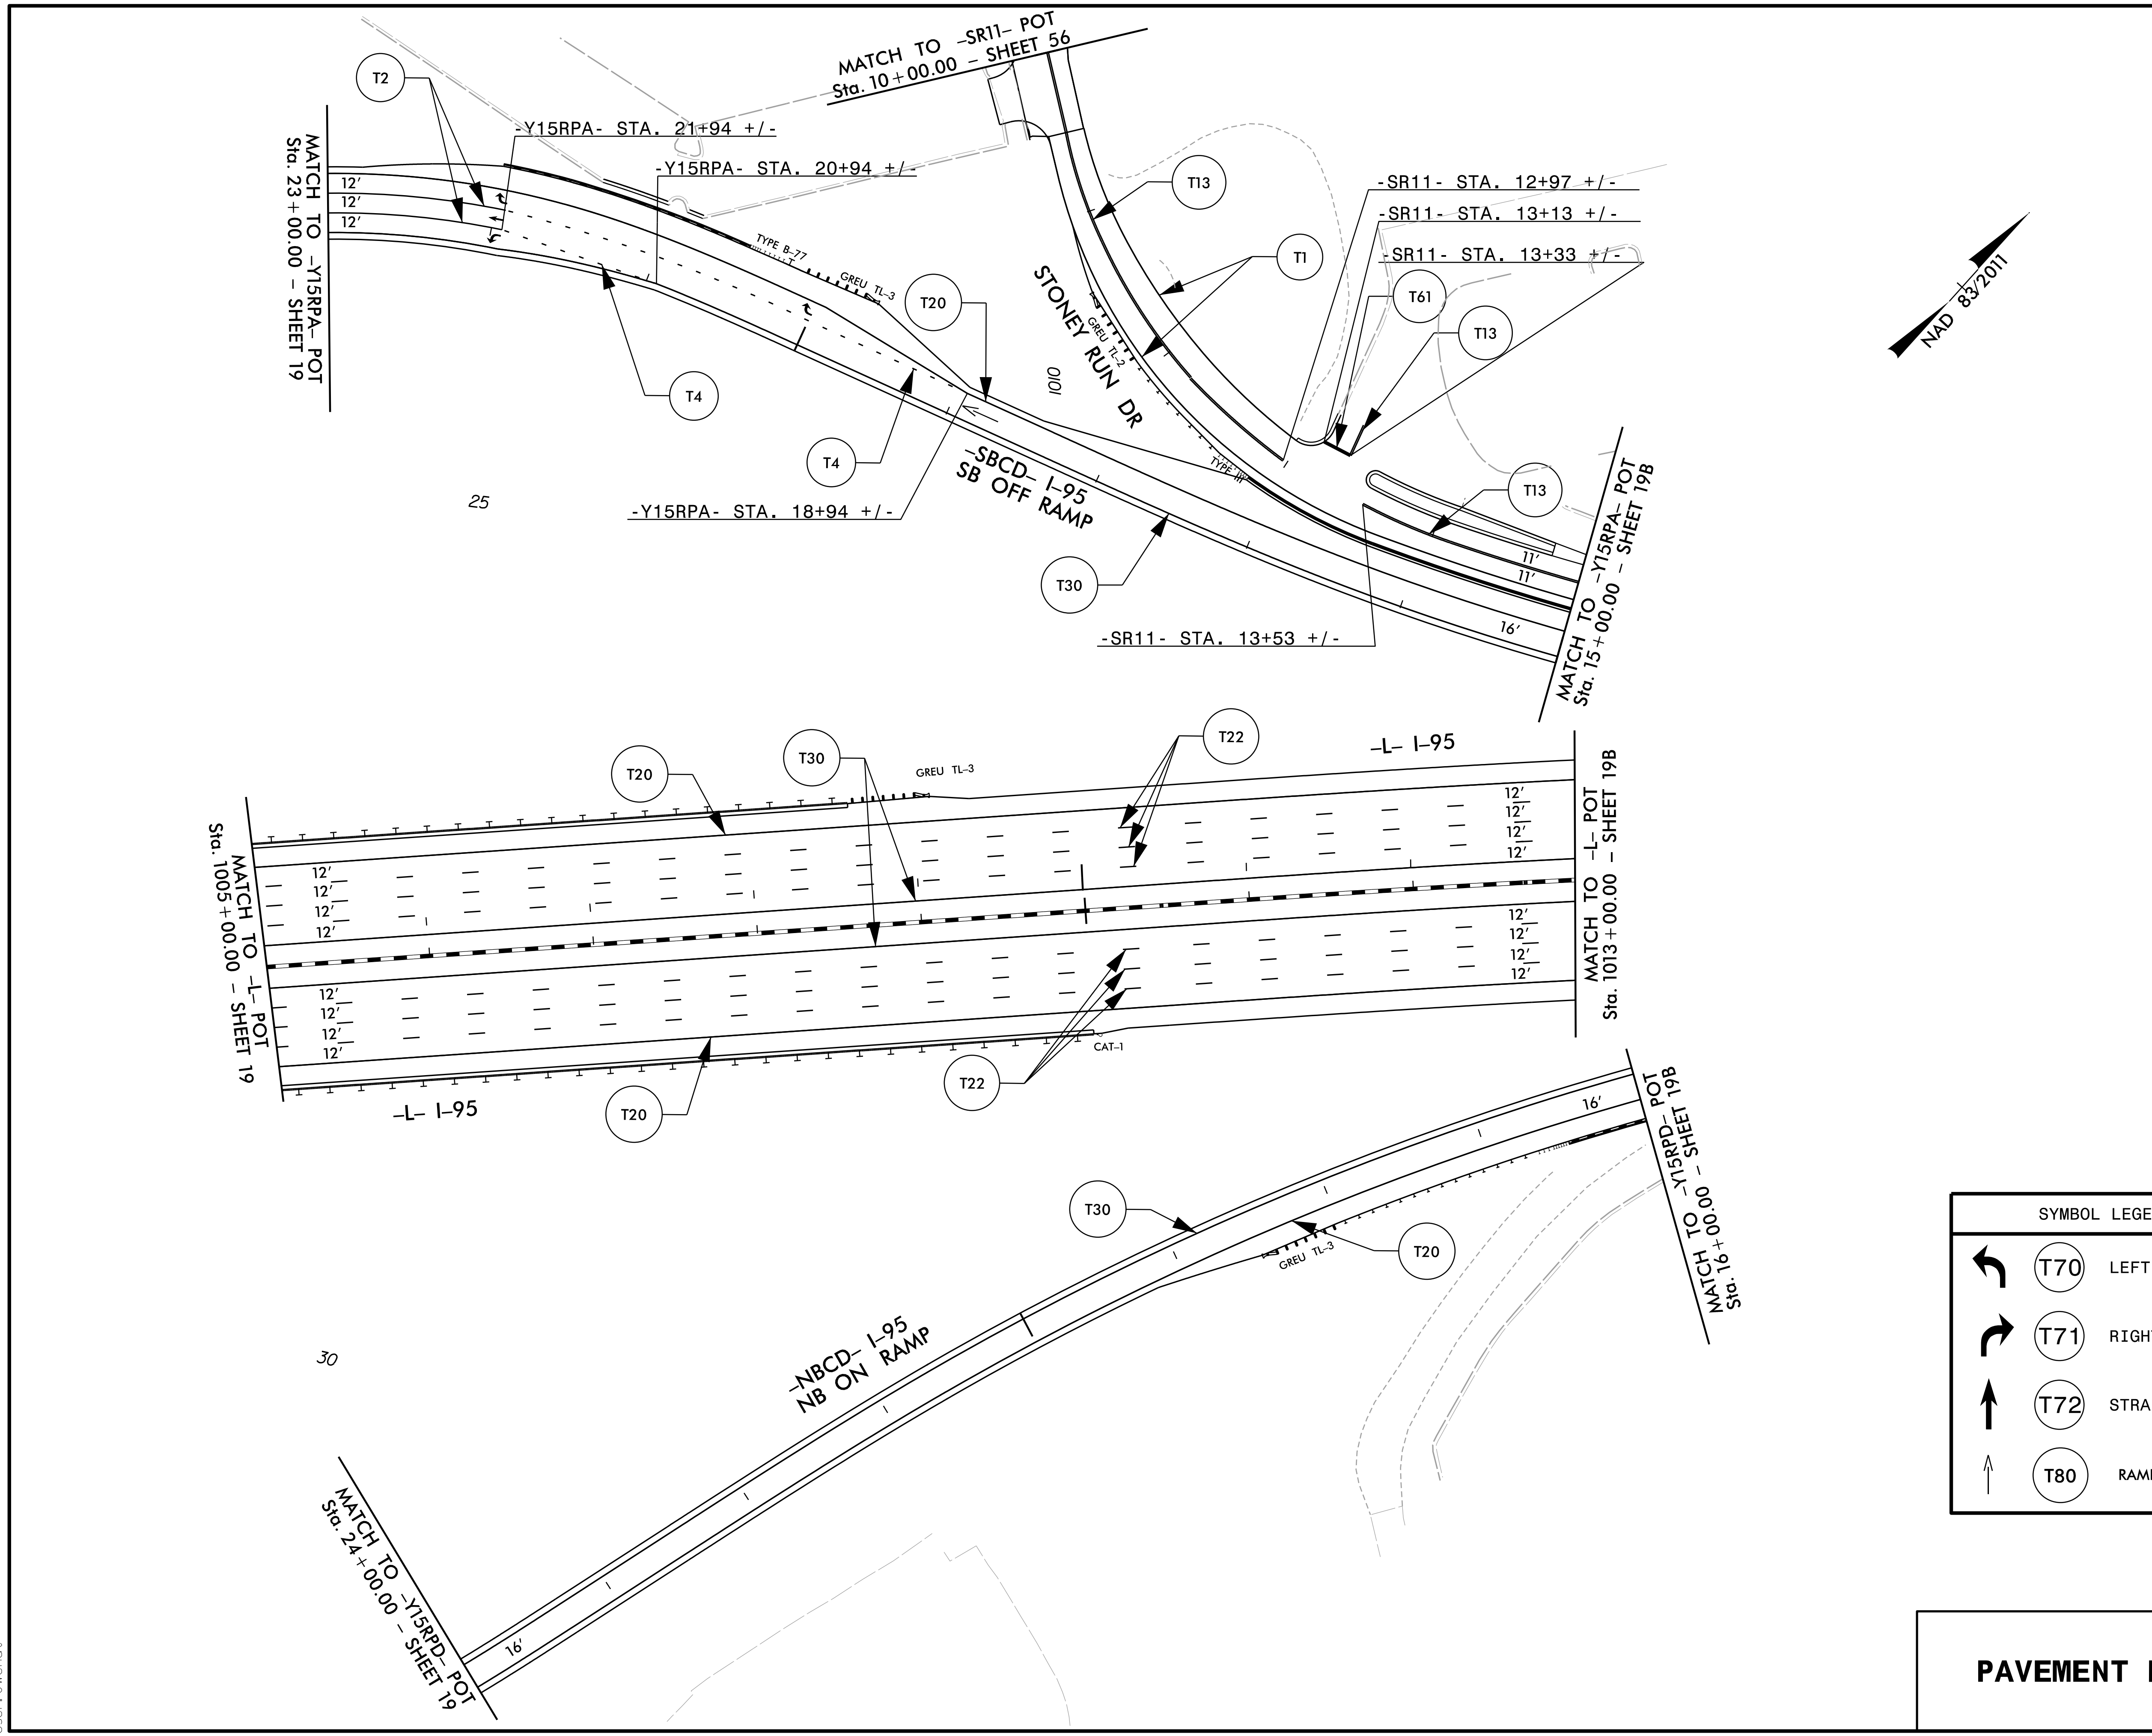 MATCH TO –SR11– POT
Sta. 10+00.00 – SHEET 56
T2
-Y15RPA- STA. 21+94 +/-
-Y15RPA- STA. 20+94 +/-
MATCH TO –Y15RPA– POT
Sta. 23+00.00 – SHEET 19
12'
12'
12'
TYPE B–77
GREU TL–3
T20
T4
T4
T13
T1
-SR11- STA. 12+97 +/-
-SR11- STA. 13+13 +/-
-SR11- STA. 13+33 +/-
T61
T13
T13
STONEY RUN DR
GREU TL–2
1010
TYPE III
NAD 83/2011
25
-Y15RPA- STA. 18+94 +/-
–SBCD– I–95
SB OFF RAMP
T30
-SR11- STA. 13+53 +/-
11'
11'
16'
MATCH TO –Y15RPA– POT
Sta. 15+00.00 – SHEET 19B
T20
T30
GREU TL–3
T22
–L– I–95
12'
12'
12'
12'
12'
12'
12'
12'
MATCH TO –L– POT
Sta. 1005+00.00 – SHEET 19
12'
12'
12'
12'
12'
12'
12'
12'
MATCH TO –L– POT
Sta. 1013+00.00 – SHEET 19B
–L– I–95
T20
T22
CAT–1
T30
16'
GREU TL–3
T20
MATCH TO –Y15RPD– POT
Sta. 16+00.00 – SHEET 19B
–NBCD– I–95
NB ON RAMP
30
16'
MATCH TO –Y15RPD– POT
Sta. 24+00.00 – SHEET 19
SYMBOL LEGE
T70 LEFT
T71 RIGH
T72 STRA
T80 RAM
PAVEMENT